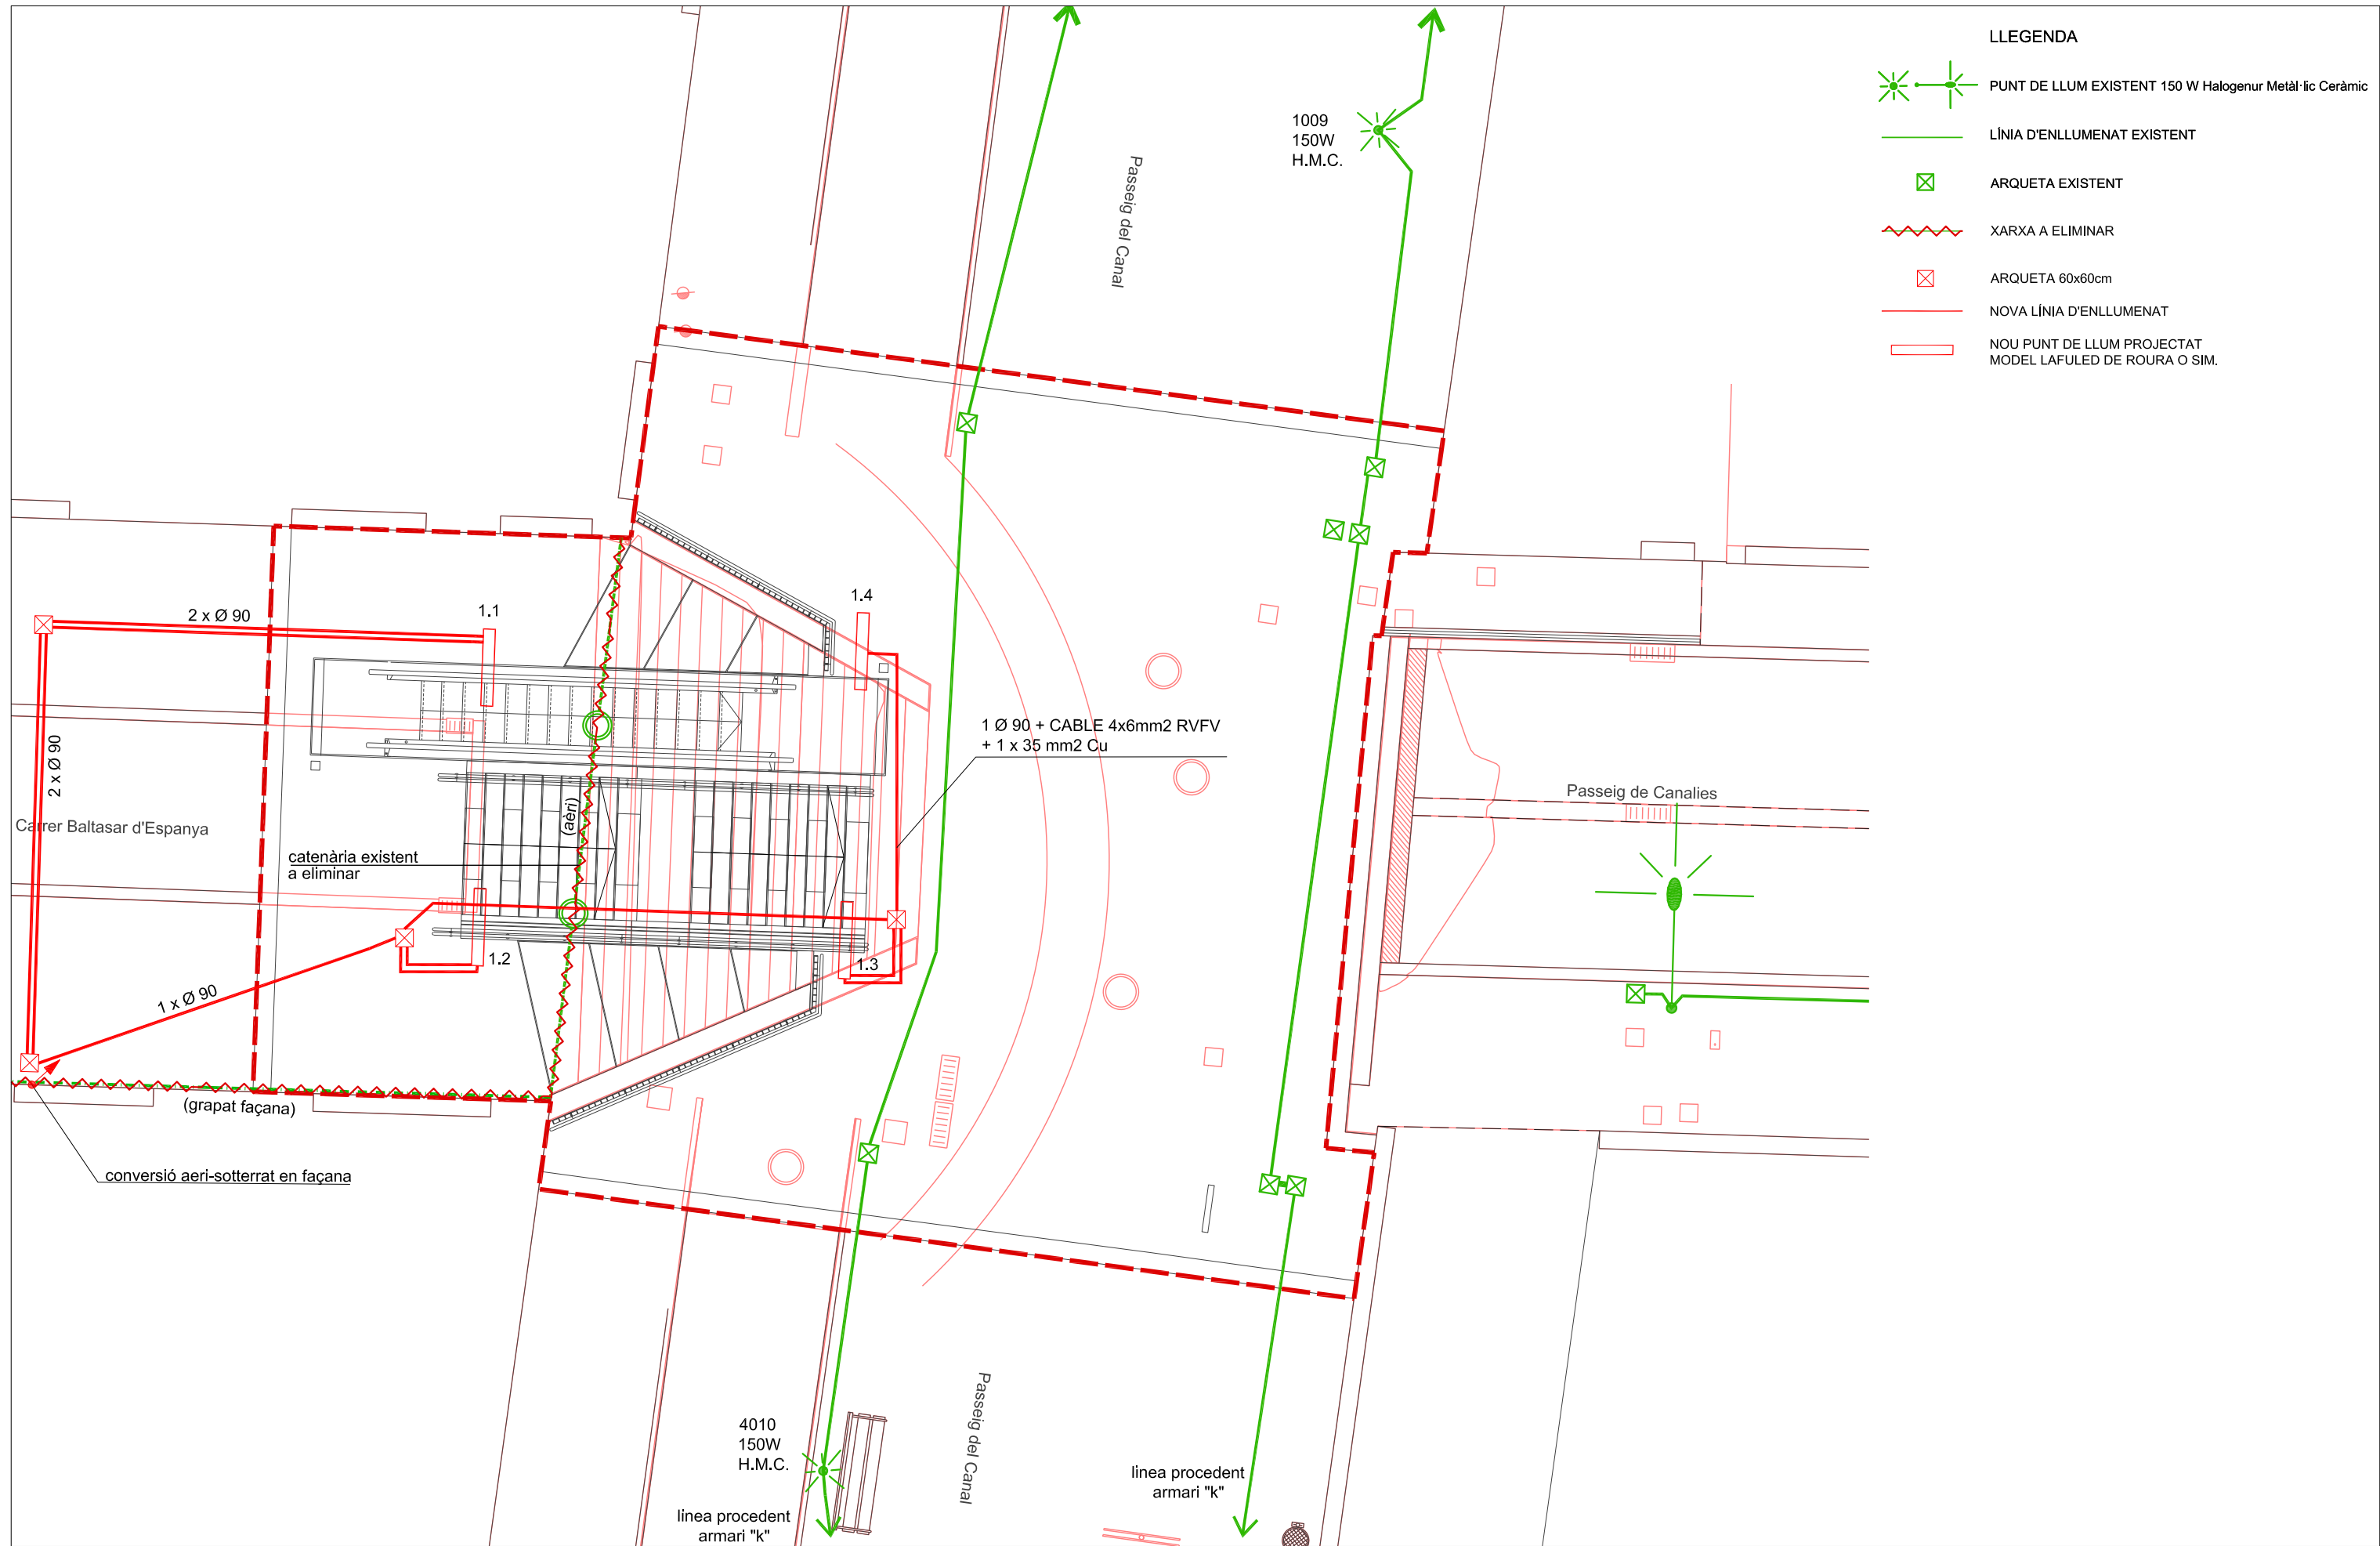 LLEGENDA
PUNT DE LLUM EXISTENT 150 W Halogenur Metàl·lic Ceràmic
LÍNIA D'ENLLUMENAT EXISTENT
ARQUETA EXISTENT
XARXA A ELIMINAR
ARQUETA 60x60cm
NOVA LÍNIA D'ENLLUMENAT
NOU PUNT DE LLUM PROJECTAT
MODEL LAFULED DE ROURA O SIM.
1009
150W
H.M.C.
Passeig del Canal
2 x Ø 90
1.1
1.4
2 x Ø 90
1 Ø 90 + CABLE 4x6mm2 RVFV
+ 1 x 35 mm2 Cu
Passeig de Canalies
(aèri)
Carrer Baltasar d'Espanya
catenària existent
a eliminar
1.2
1.3
1 x Ø 90
(grapat façana)
conversió aeri-sotterrat en façana
4010
150W
H.M.C.
Passeig del Canal
linea procedent
armari "k"
linea procedent
armari "k"